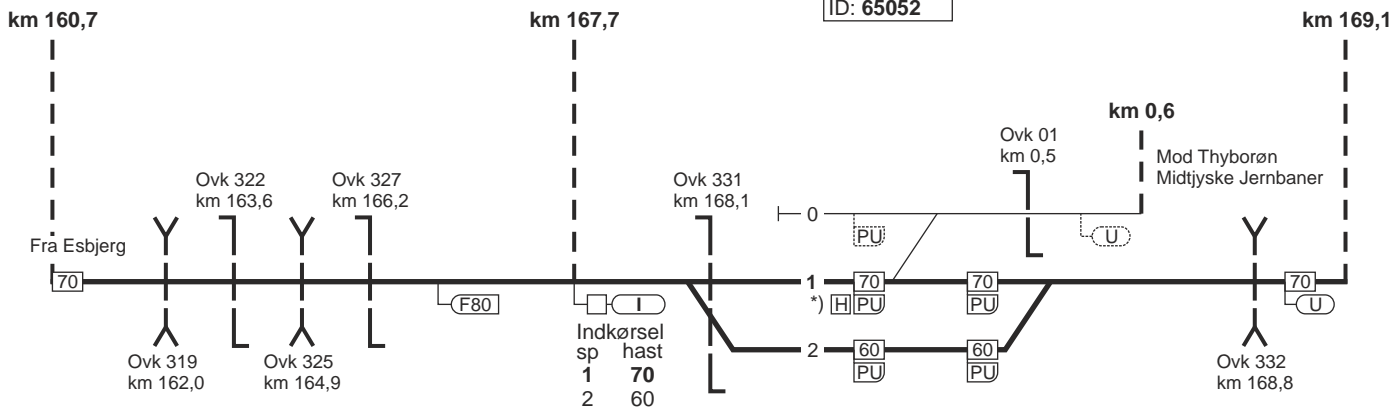 ID: 65052
km 160,7
km 167,7
km 169,1
km 0,6
Ovk 01
km 0,5
Mod Thyborøn
Midtjyske Jernbaner
Ovk 322
km 163,6
Ovk 327
km 166,2
Ovk 331
km 168,1
0
PU
U
Fra Esbjerg
70
F80
I
1
70
70
70
*) H PU
PU
U
Indkørsel
sp hast
1 70
2 60
2
60
60
PU
PU
Ovk 319
km 162,0
Ovk 325
km 164,9
Ovk 332
km 168,8